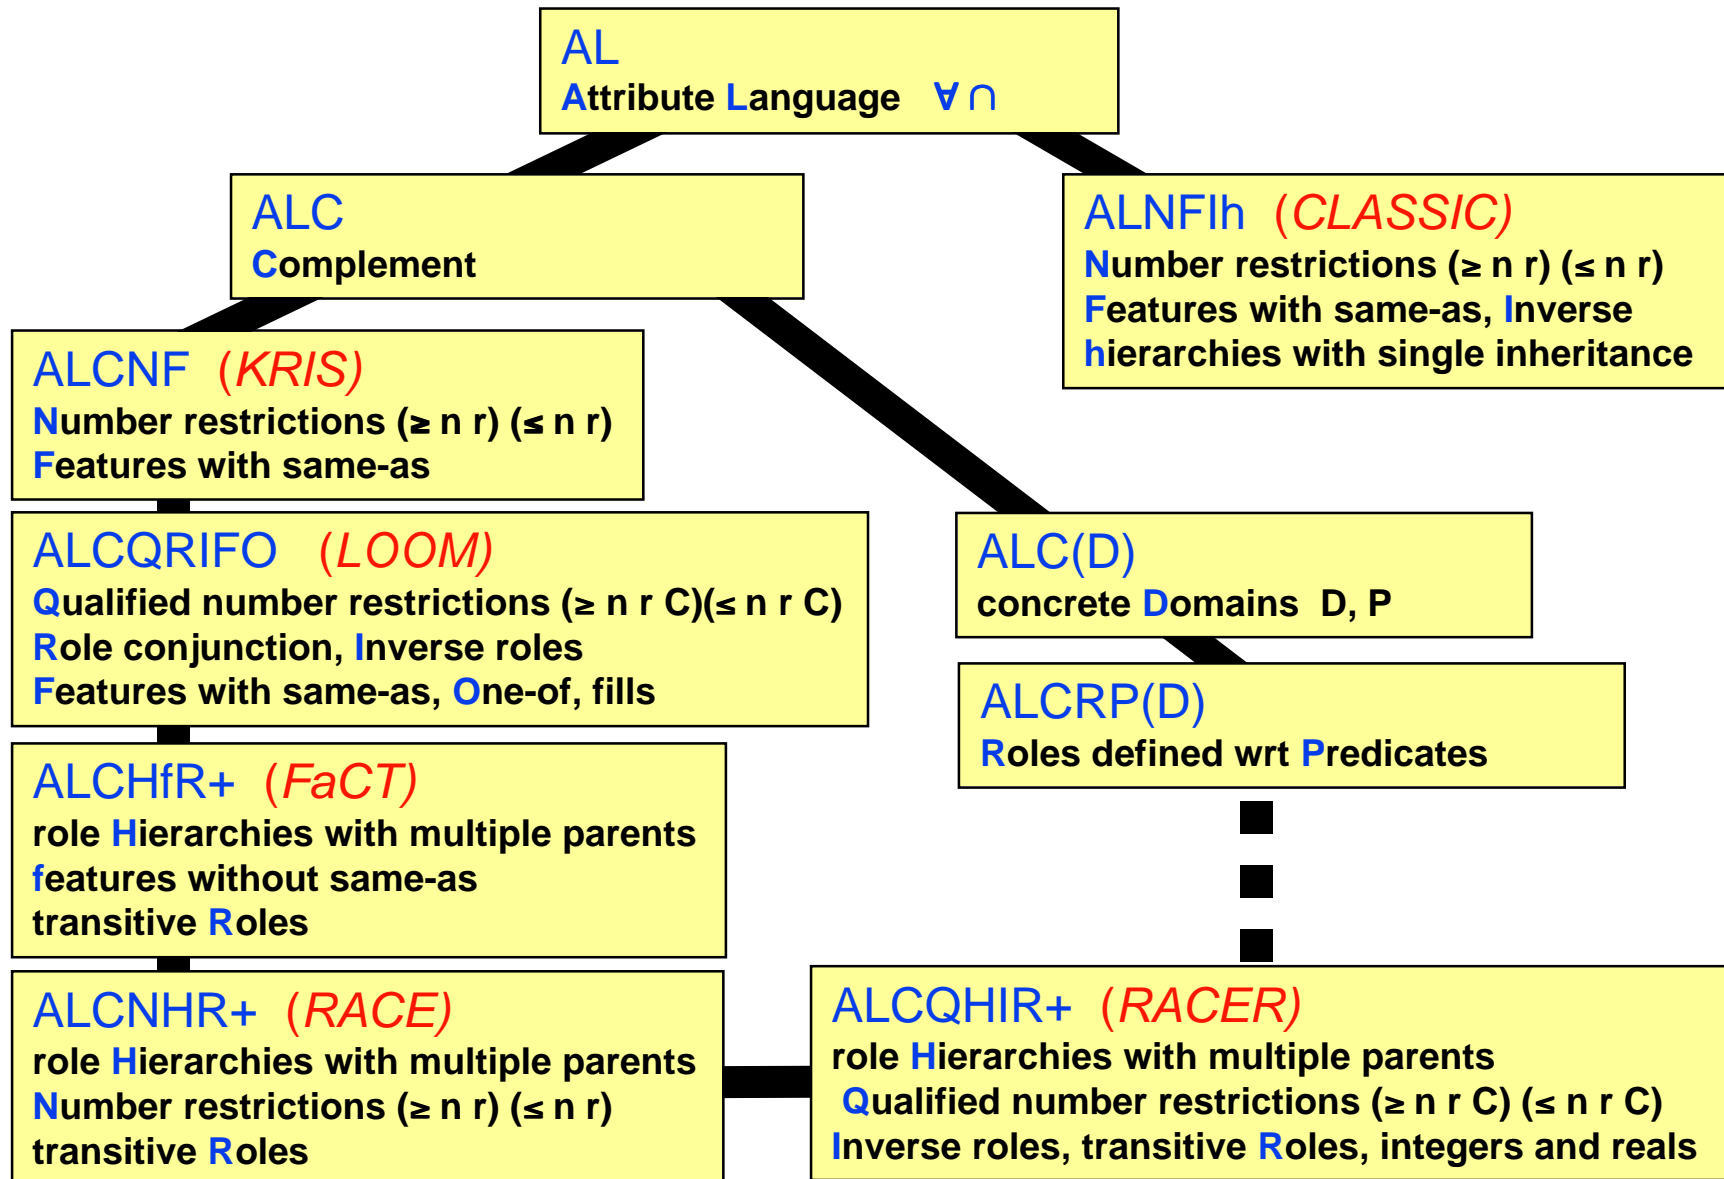 AL
Attribute Language ∀ ∩
ALC
Complement
ALNFIh (CLASSIC)
Number restrictions (≥ n r) (≤ n r)
Features with same-as, Inverse
hierarchies with single inheritance
ALCNF (KRIS)
Number restrictions (≥ n r) (≤ n r)
Features with same-as
ALCQRIFO (LOOM)
Qualified number restrictions (≥ n r C)(≤ n r C)
Role conjunction, Inverse roles
Features with same-as, One-of, fills
ALC(D)
concrete Domains D, P
ALCRP(D)
Roles defined wrt Predicates
ALCHfR+ (FaCT)
role Hierarchies with multiple parents
features without same-as
transitive Roles
ALCNHR+ (RACE)
role Hierarchies with multiple parents
Number restrictions (≥ n r) (≤ n r)
transitive Roles
ALCQHIR+ (RACER)
role Hierarchies with multiple parents
Qualified number restrictions (≥ n r C) (≤ n r C)
Inverse roles, transitive Roles, integers and reals